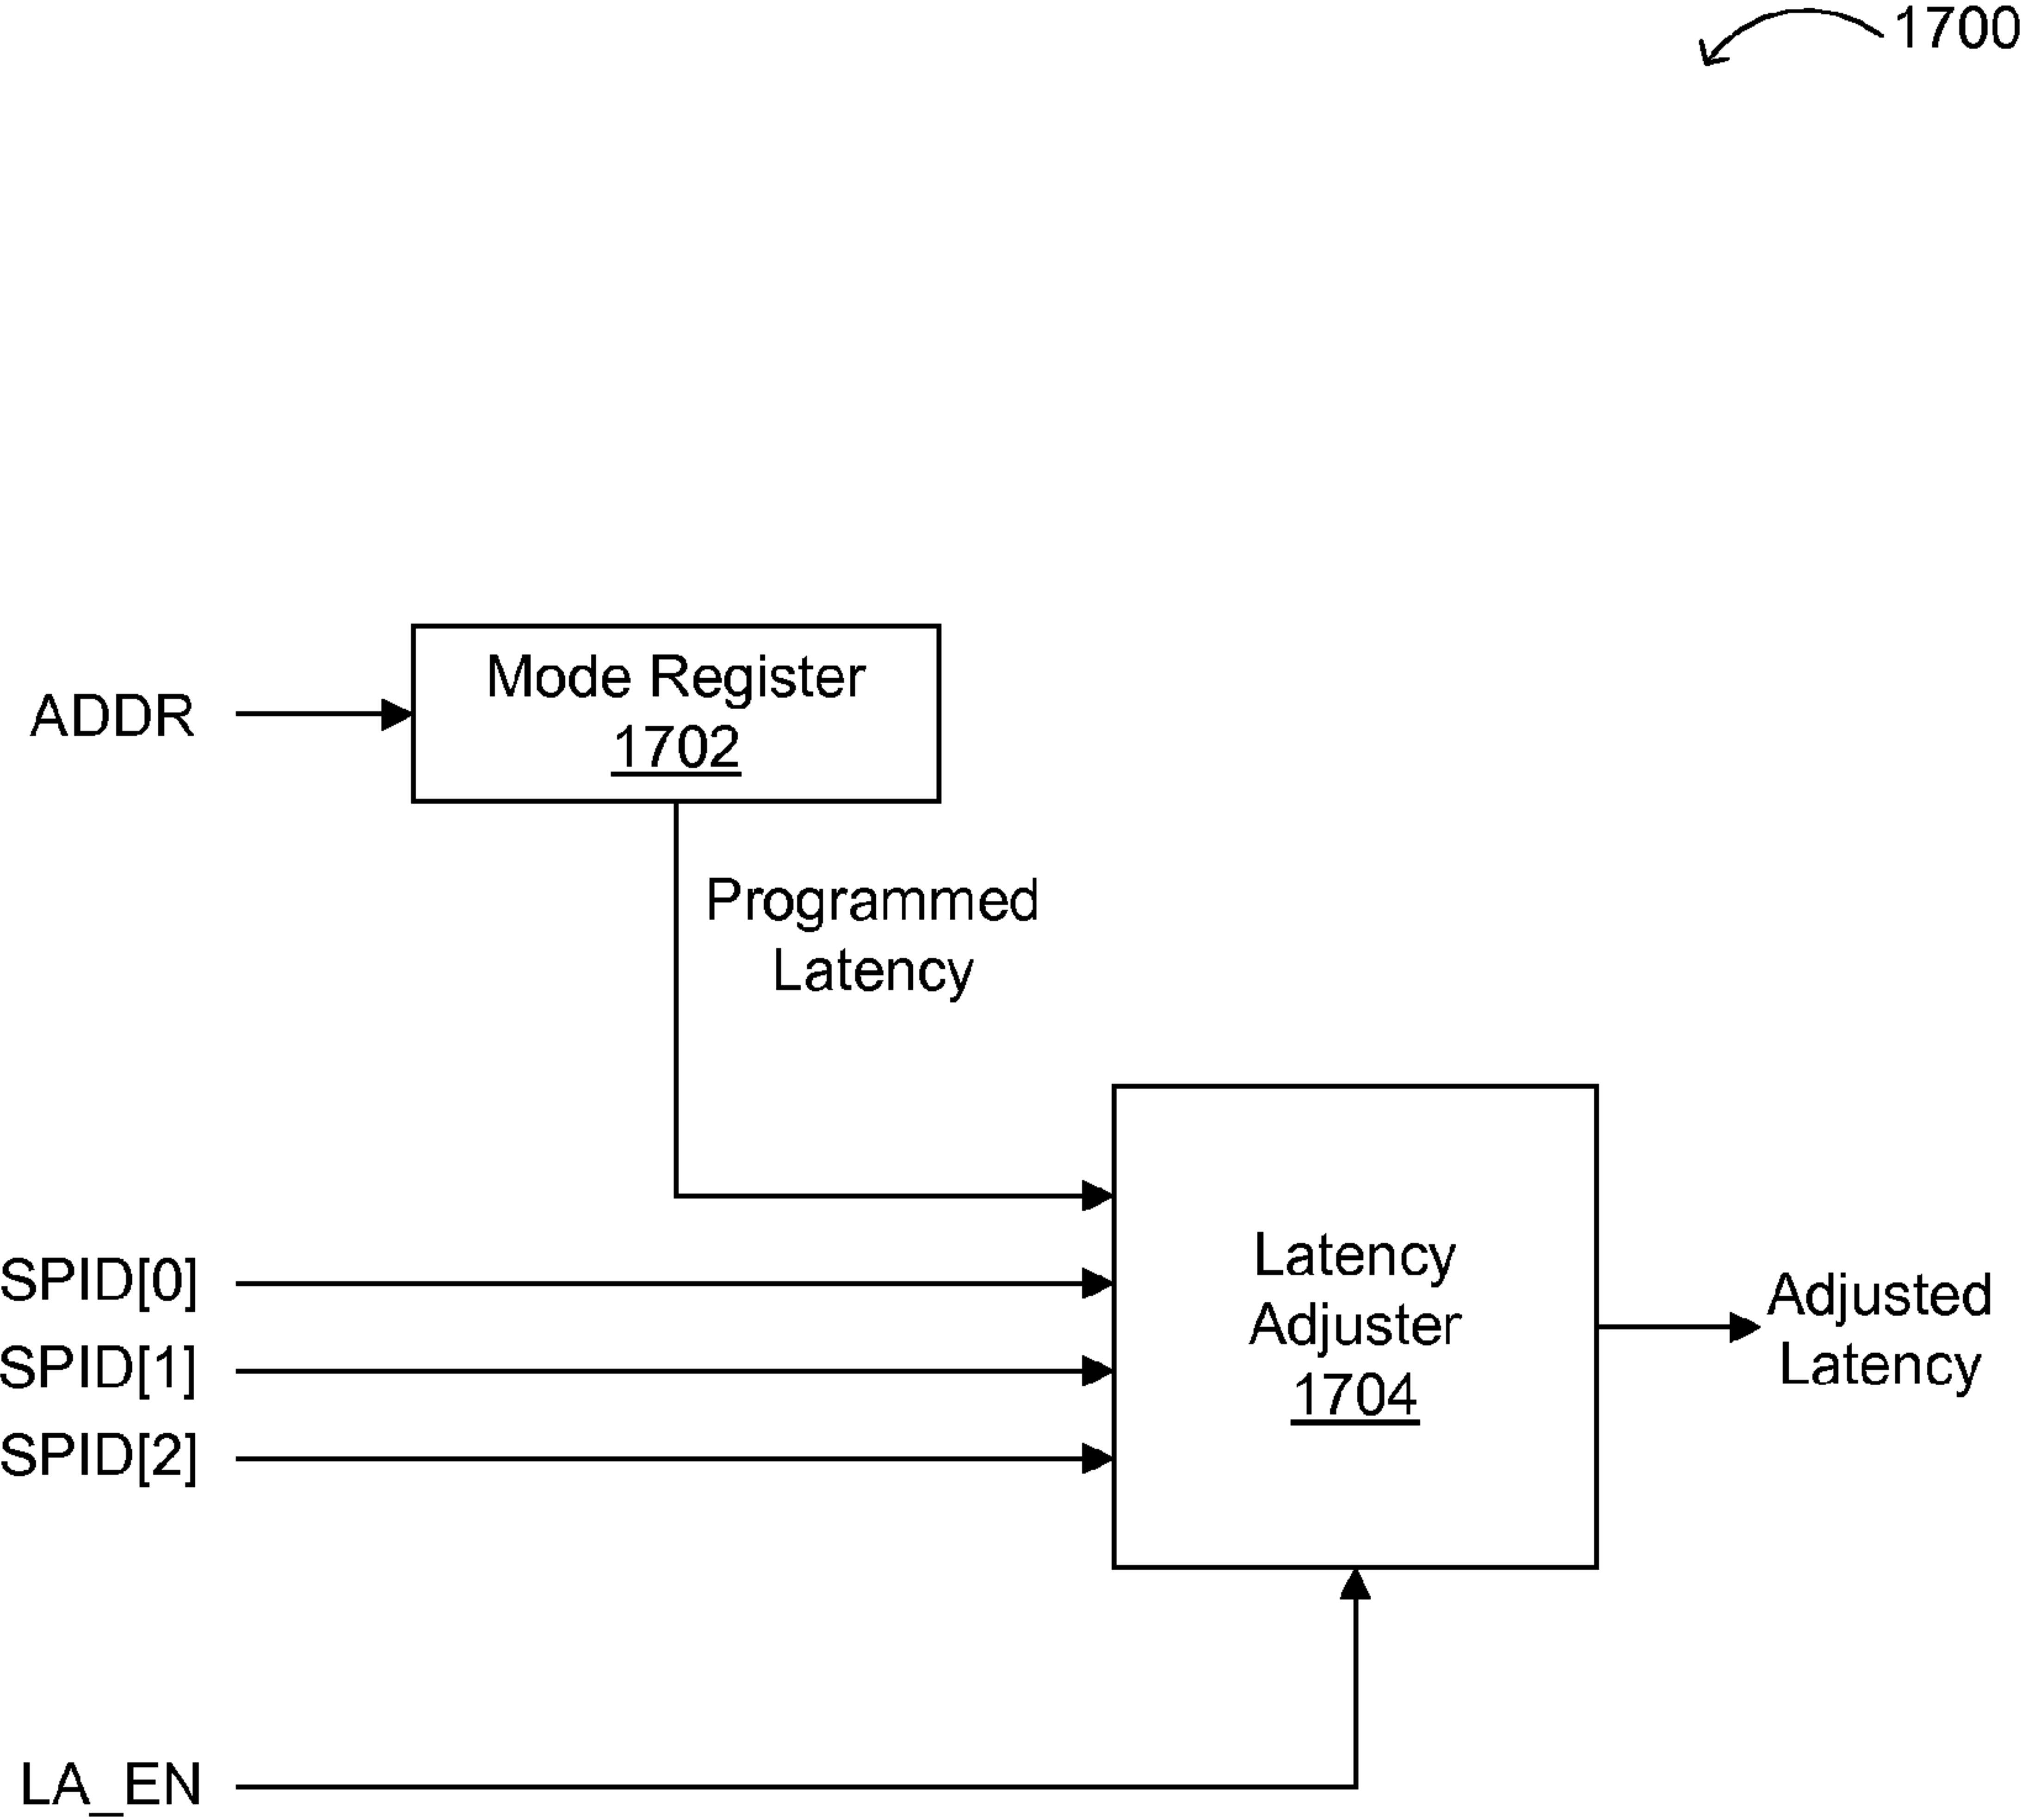 1700
ADDR
Mode Register
1702
Programmed
Latency
SPID[0]
SPID[1]
SPID[2]
Latency
Adjuster
1704
Adjusted
Latency
LA_EN